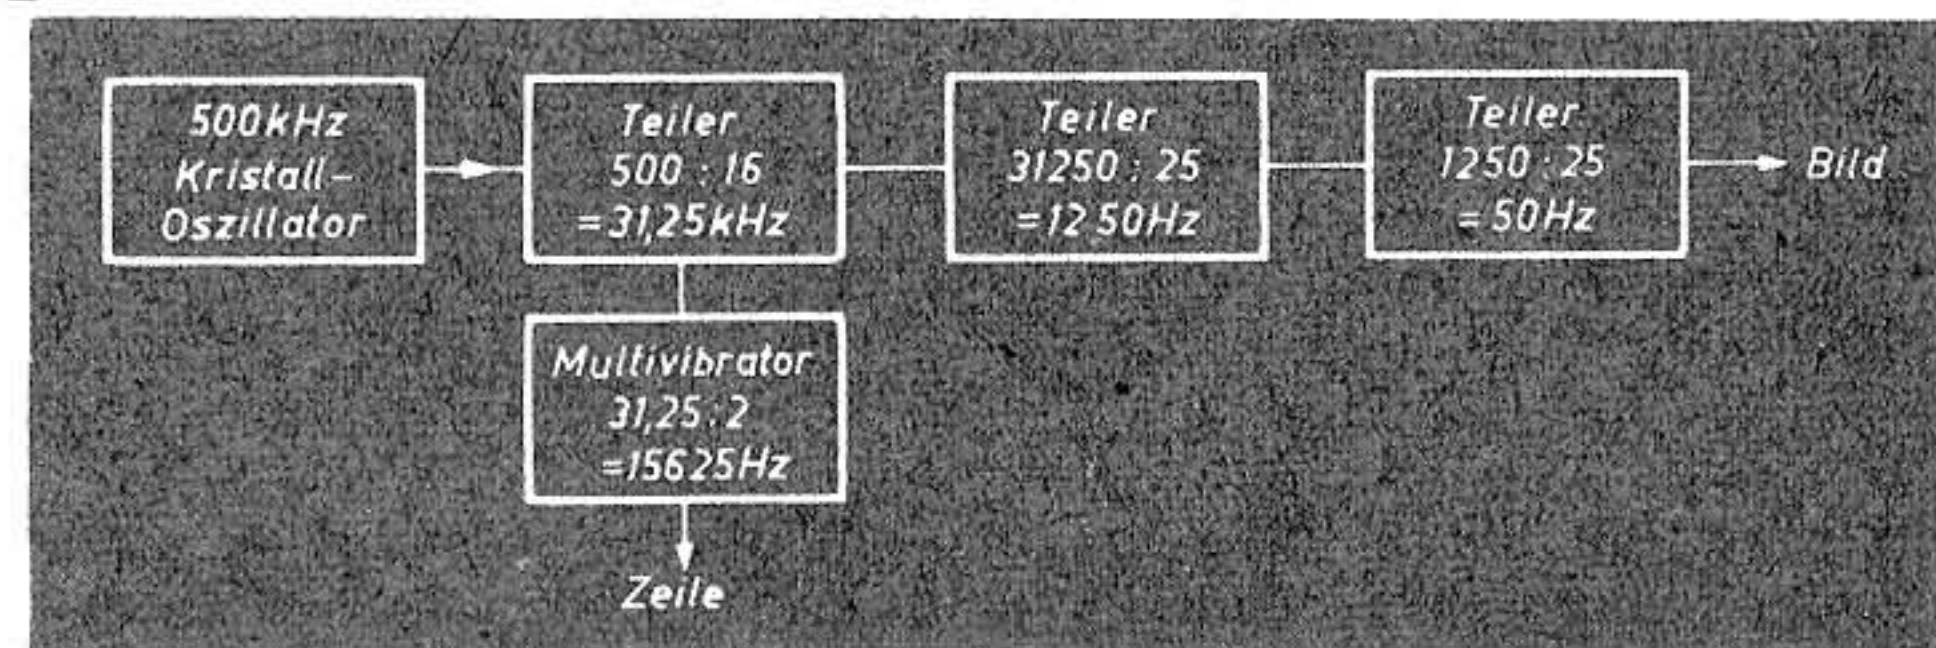 500kHz
Kristall-
Oszillator
Teiler
500 : 16
=31,25kHz
Teiler
31250 : 25
=1250Hz
Teiler
1250 : 25
=50Hz
Bild
Multivibrator
31,25:2
=15625Hz
Zeile